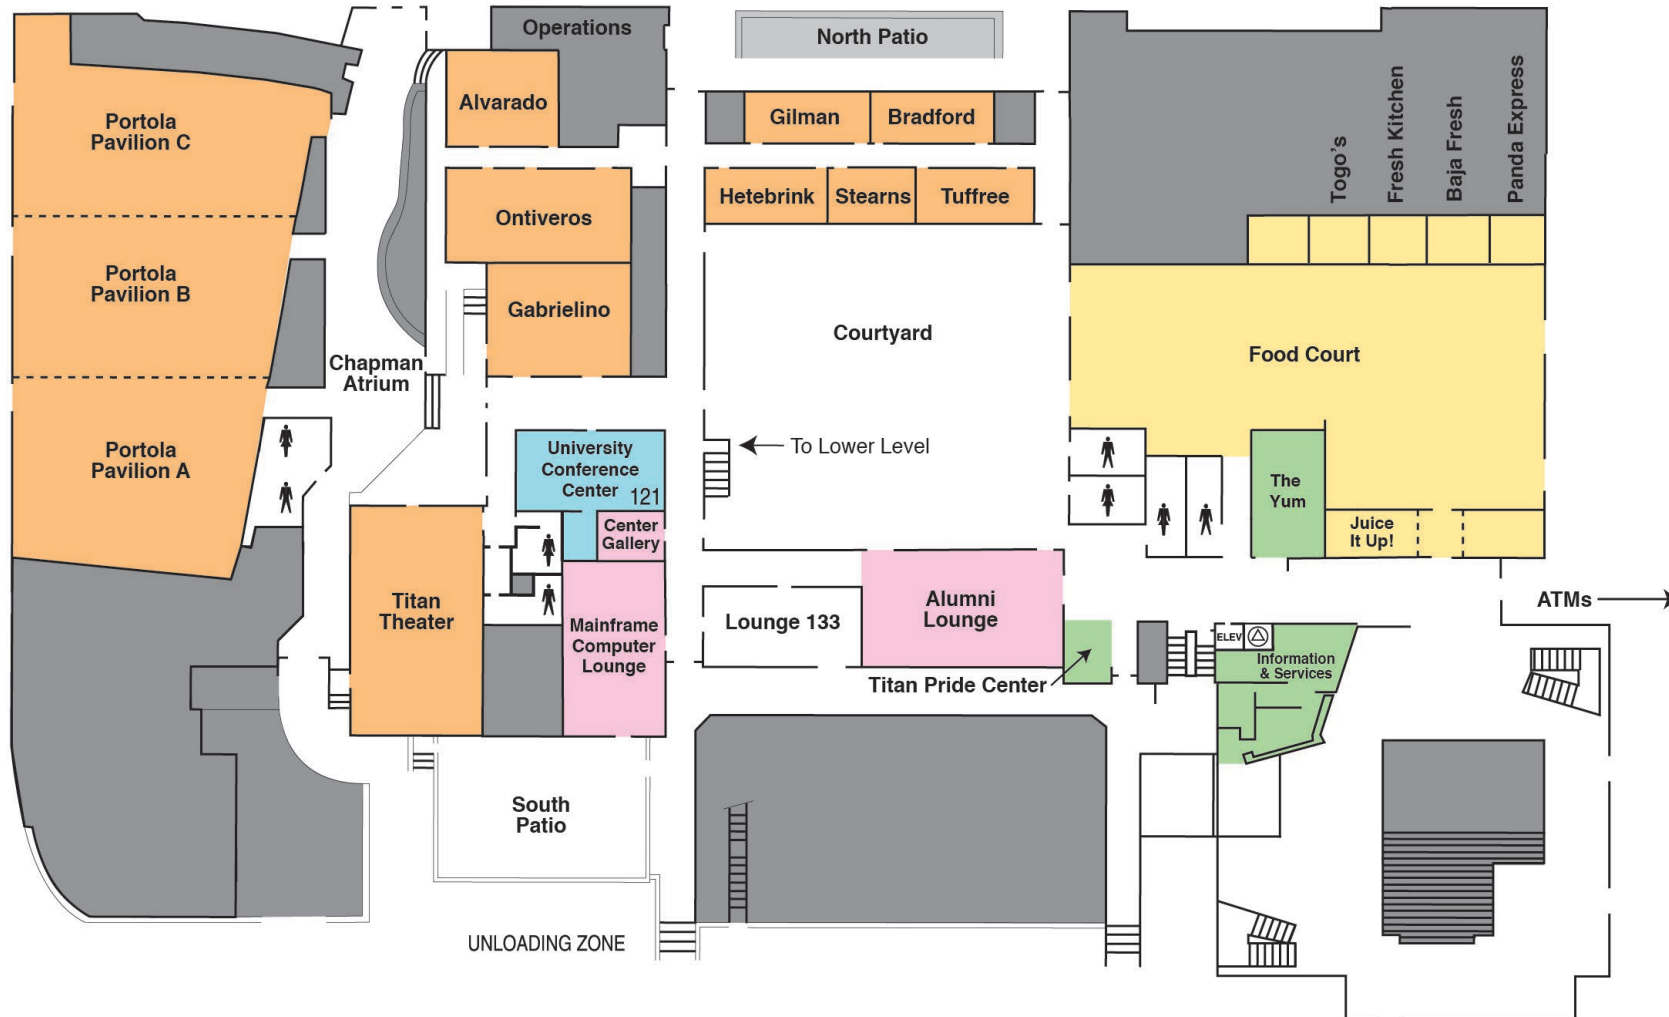 Operations
North Patio
Portola
Pavilion C
Alvarado
Gilman
Bradford
Togo's
Fresh Kitchen
Baja Fresh
Panda Express
Hetebrink
Stearns
Tuffree
Ontiveros
Portola
Pavilion B
Gabrielino
Courtyard
Food Court
Chapman
Atrium
Portola
Pavilion A
University
Conference
Center 121
To Lower Level
The
Yum
Center
Gallery
Juice
It Up!
Titan
Theater
Mainframe
Computer
Lounge
Lounge 133
Alumni
Lounge
ATMs
ELEV
Information
& Services
Titan Pride Center
South
Patio
UNLOADING ZONE